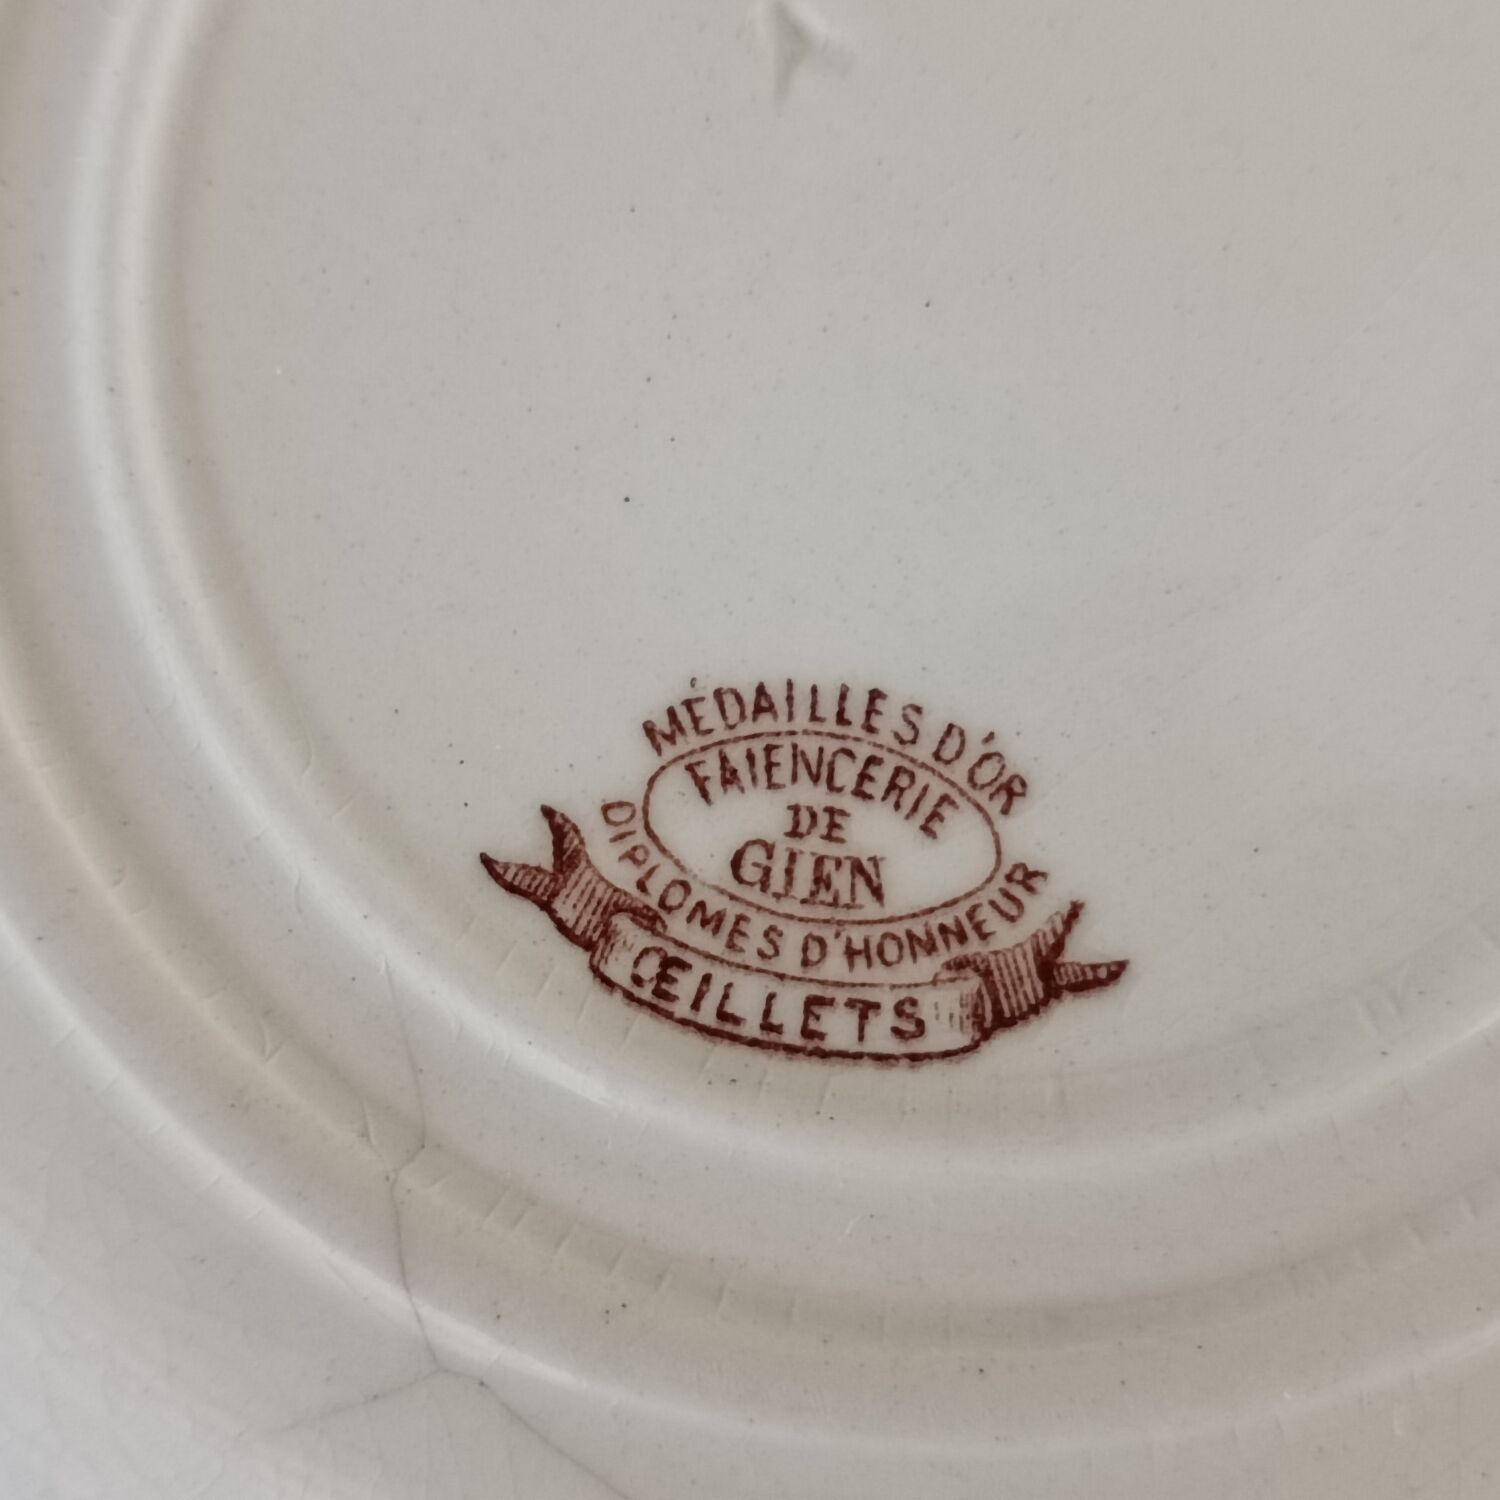 MÉDAILLES D'OR
FAIENCERIE
DE
GIEN
DIPLOMES D'HONNEUR
ŒILLETS